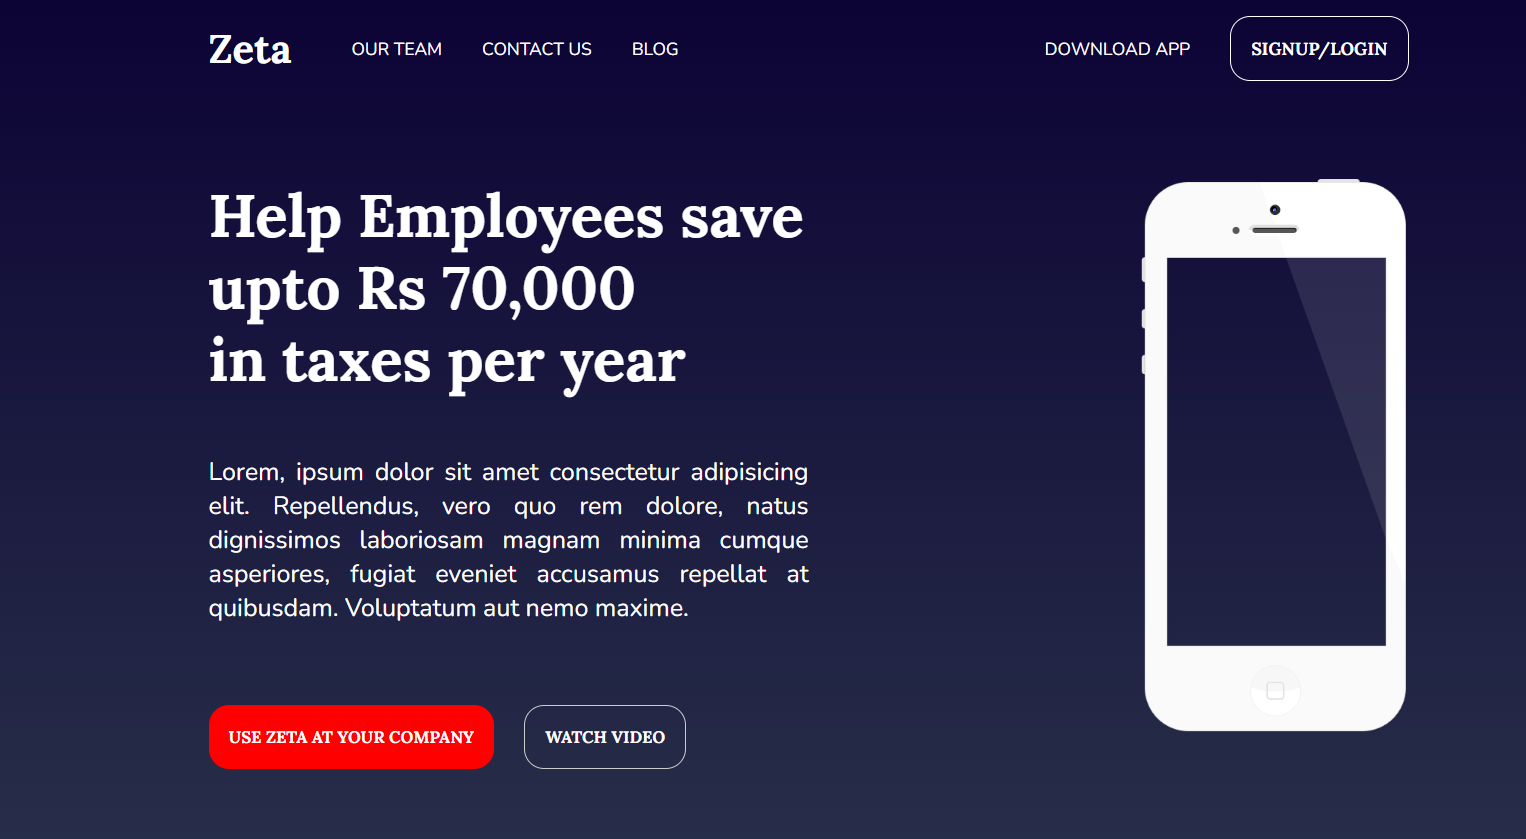 Zeta
OUR TEAM
CONTACT US
BLOG
DOWNLOAD APP
SIGNUP/LOGIN
Help Employees save
upto Rs 70,000
in taxes per year
Lorem, ipsum dolor sit amet consectetur adipisicing
elit. Repellendus, vero quo rem dolore, natus
dignissimos laboriosam magnam minima cumque
asperiores, fugiat eveniet accusamus repellat at
quibusdam. Voluptatum aut nemo maxime.
USE ZETA AT YOUR COMPANY
WATCH VIDEO